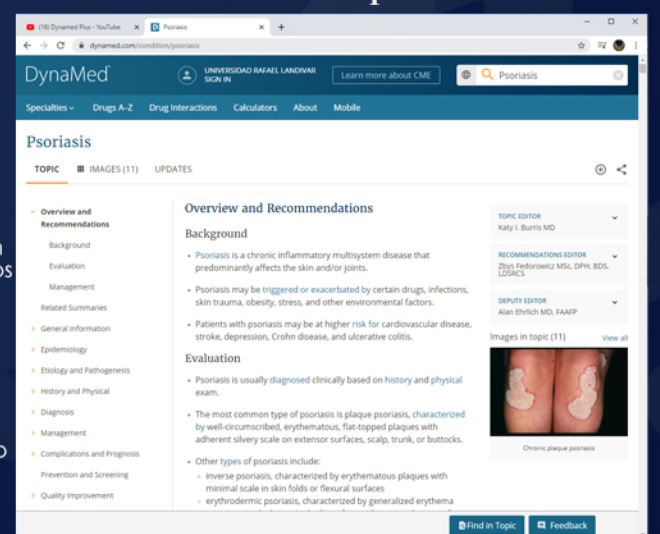 (16) Dynamed Plus - YouTube
Psoriasis
dynamed.com/condition/psoriasis
DynaMed
UNIVERSIDAD RAFAEL LANDIVAR
SIGN IN
Learn more about CME
Psoriasis
Specialties
Drugs A-Z
Drug Interactions
Calculators
About
Mobile
Psoriasis
TOPIC
IMAGES (11)
UPDATES
Overview and
Recommendations
Background
Evaluation
Management
Related Summaries
General Information
Epidemiology
Etiology and Pathogenesis
History and Physical
Diagnosis
Management
Complications and Prognosis
Prevention and Screening
Quality Improvement
Overview and Recommendations
Background
Psoriasis is a chronic inflammatory multisystem disease that
predominantly affects the skin and/or joints.
Psoriasis may be triggered or exacerbated by certain drugs, infections,
skin trauma, obesity, stress, and other environmental factors.
Patients with psoriasis may be at higher risk for cardiovascular disease,
stroke, depression, Crohn disease, and ulcerative colitis.
Evaluation
Psoriasis is usually diagnosed clinically based on history and physical
exam.
The most common type of psoriasis is plaque psoriasis, characterized
by well-circumscribed, erythematous, flat-topped plaques with
adherent silvery scale on extensor surfaces, scalp, trunk, or buttocks.
Other types of psoriasis include:
inverse psoriasis, characterized by erythematous plaques with
minimal scale in skin folds or flexural surfaces
erythrodermic psoriasis, characterized by generalized erythema
TOPIC EDITOR
Katy I. Burris MD
RECOMMENDATIONS EDITOR
Zbys Fedorowicz MSc, DPH, BDS,
LDSRCS
DEPUTY EDITOR
Alan Ehrlich MD, FAAFP
Images in topic (11)
View all
Chronic plaque psoriasis
Find in Topic
Feedback